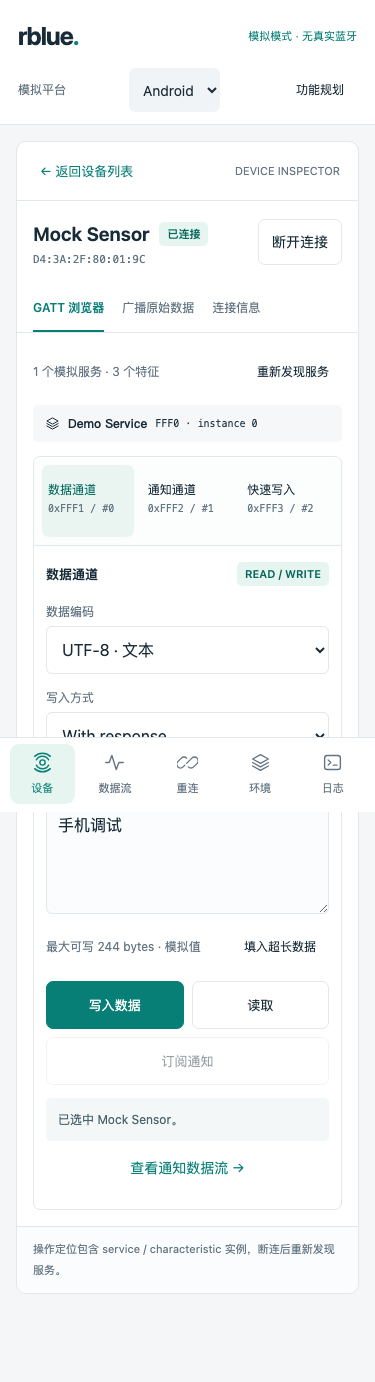 rblue.
模拟模式 · 无真实蓝牙
模拟平台
Android
功能规划
← 返回设备列表
DEVICE INSPECTOR
Mock Sensor
已连接
断开连接
D4:3A:2F:80:01:9C
GATT 浏览器
广播原始数据
连接信息
1 个模拟服务 · 3 个特征
重新发现服务
Demo Service FFF0 · instance 0
数据通道
通知通道
快速写入
0xFFF1 / #0
0xFFF2 / #1
0xFFF3 / #2
数据通道
READ / WRITE
数据编码
UTF-8 · 文本
写入方式
With response
设备
数据流
重连
环境
日志
手机调试
最大可写 244 bytes · 模拟值
填入超长数据
写入数据
读取
订阅通知
已选中 Mock Sensor。
查看通知数据流 →
操作定位包含 service / characteristic 实例，断连后重新发现
服务。